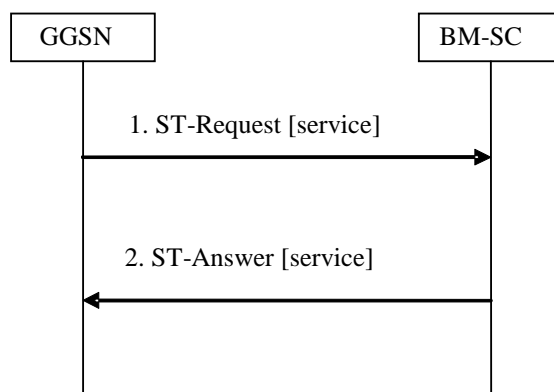 GGSN
BM-SC
1. ST-Request [service]
2. ST-Answer [service]